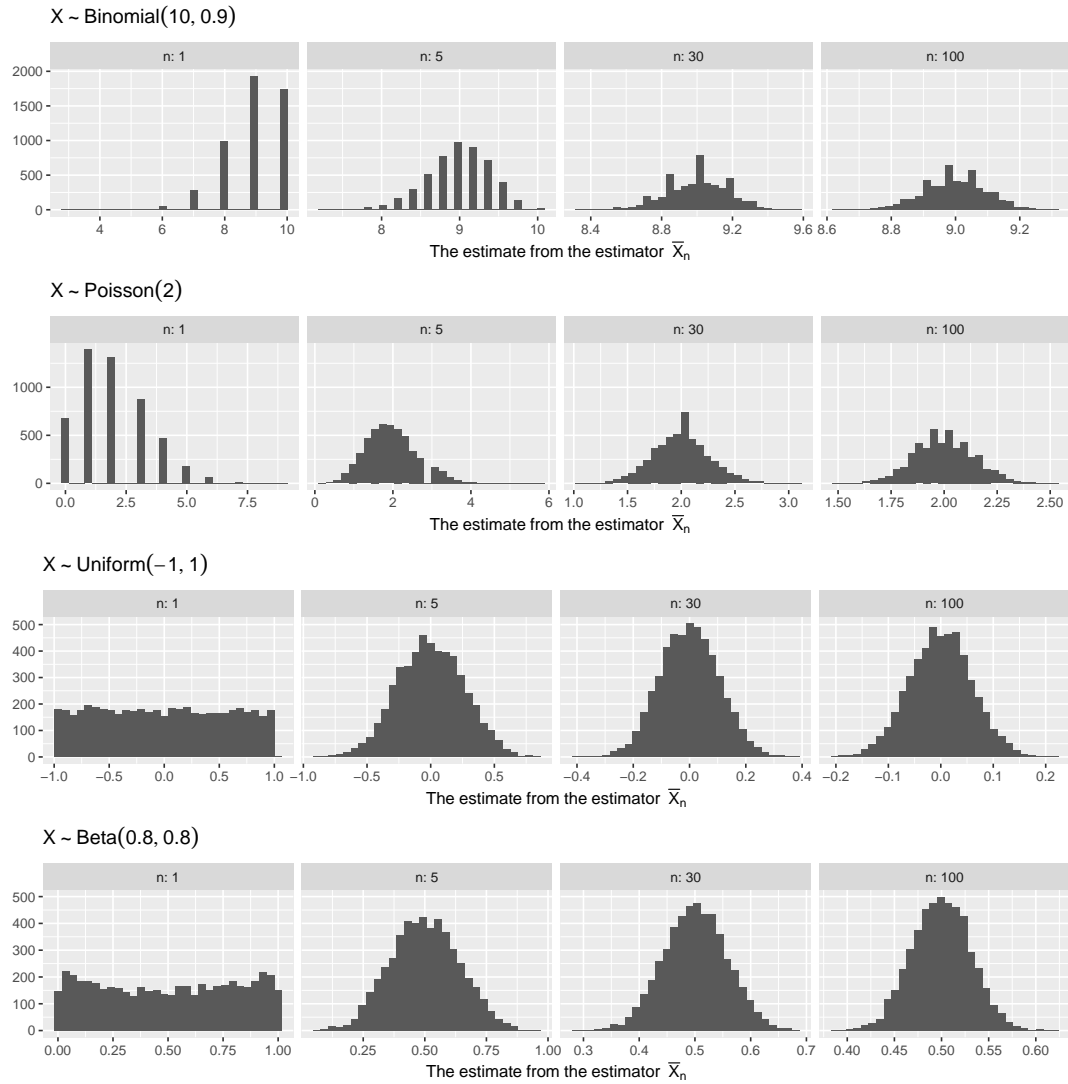 X ~ Binomial(10, 0.9)
n: 1 n: 5 n: 30 n: 100
2000
1500
1000
500
0
4 6 8 10 8 9 10 8.4 8.8 9.2 9.6 8.6 8.8 9.0 9.2
The estimate from the estimator X̅n
X ~ Poisson(2)
n: 1 n: 5 n: 30 n: 100
1000
500
0
0.0 2.5 5.0 7.5 0 2 4 6 1.0 1.5 2.0 2.5 3.0 1.50 1.75 2.00 2.25 2.50
The estimate from the estimator X̅n
X ~ Uniform(−1, 1)
n: 1 n: 5 n: 30 n: 100
500
400
300
200
100
0
−1.0 −0.5 0.0 0.5 1.0 −1.0 −0.5 0.0 0.5 −0.4 −0.2 0.0 0.2 0.4 −0.2 −0.1 0.0 0.1 0.2
The estimate from the estimator X̅n
X ~ Beta(0.8, 0.8)
n: 1 n: 5 n: 30 n: 100
500
400
300
200
100
0
0.00 0.25 0.50 0.75 1.00 0.25 0.50 0.75 1.00 0.3 0.4 0.5 0.6 0.7 0.40 0.45 0.50 0.55 0.60
The estimate from the estimator X̅n